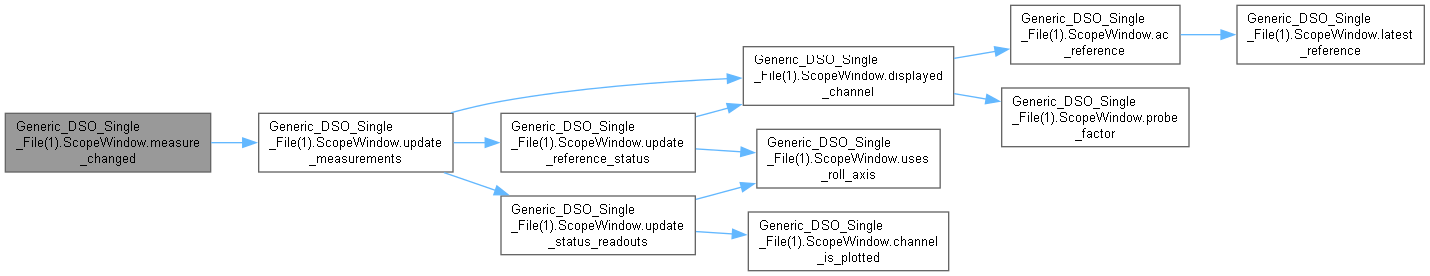 Generic_DSO_Single
_File(1).ScopeWindow.measure
_changed
Generic_DSO_Single
_File(1).ScopeWindow.update
_measurements
Generic_DSO_Single
_File(1).ScopeWindow.update
_reference_status
Generic_DSO_Single
_File(1).ScopeWindow.update
_status_readouts
Generic_DSO_Single
_File(1).ScopeWindow.displayed
_channel
Generic_DSO_Single
_File(1).ScopeWindow.uses
_roll_axis
Generic_DSO_Single
_File(1).ScopeWindow.channel
_is_plotted
Generic_DSO_Single
_File(1).ScopeWindow.ac
_reference
Generic_DSO_Single
_File(1).ScopeWindow.probe
_factor
Generic_DSO_Single
_File(1).ScopeWindow.latest
_reference